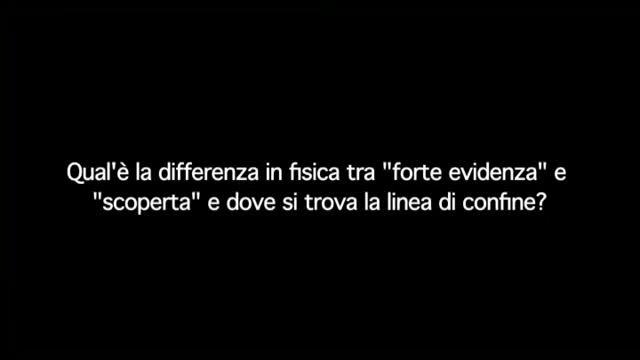 Qual'è la differenza in fisica tra "forte evidenza" e
"scoperta" e dove si trova la linea di confine?